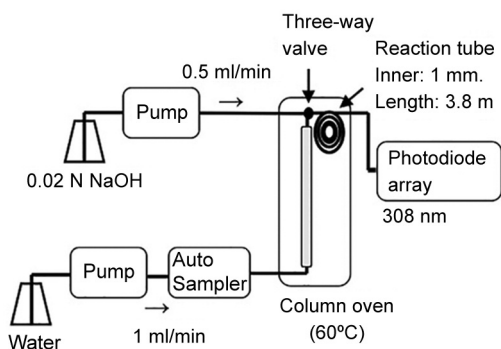 Three-way
valve
Reaction tube
Inner: 1 mm.
Length: 3.8 m
0.5 ml/min
→
Pump
0.02 N NaOH
Photodiode
array
308 nm
Pump
Auto
Sampler
Water
→
1 ml/min
Column oven
(60ºC)